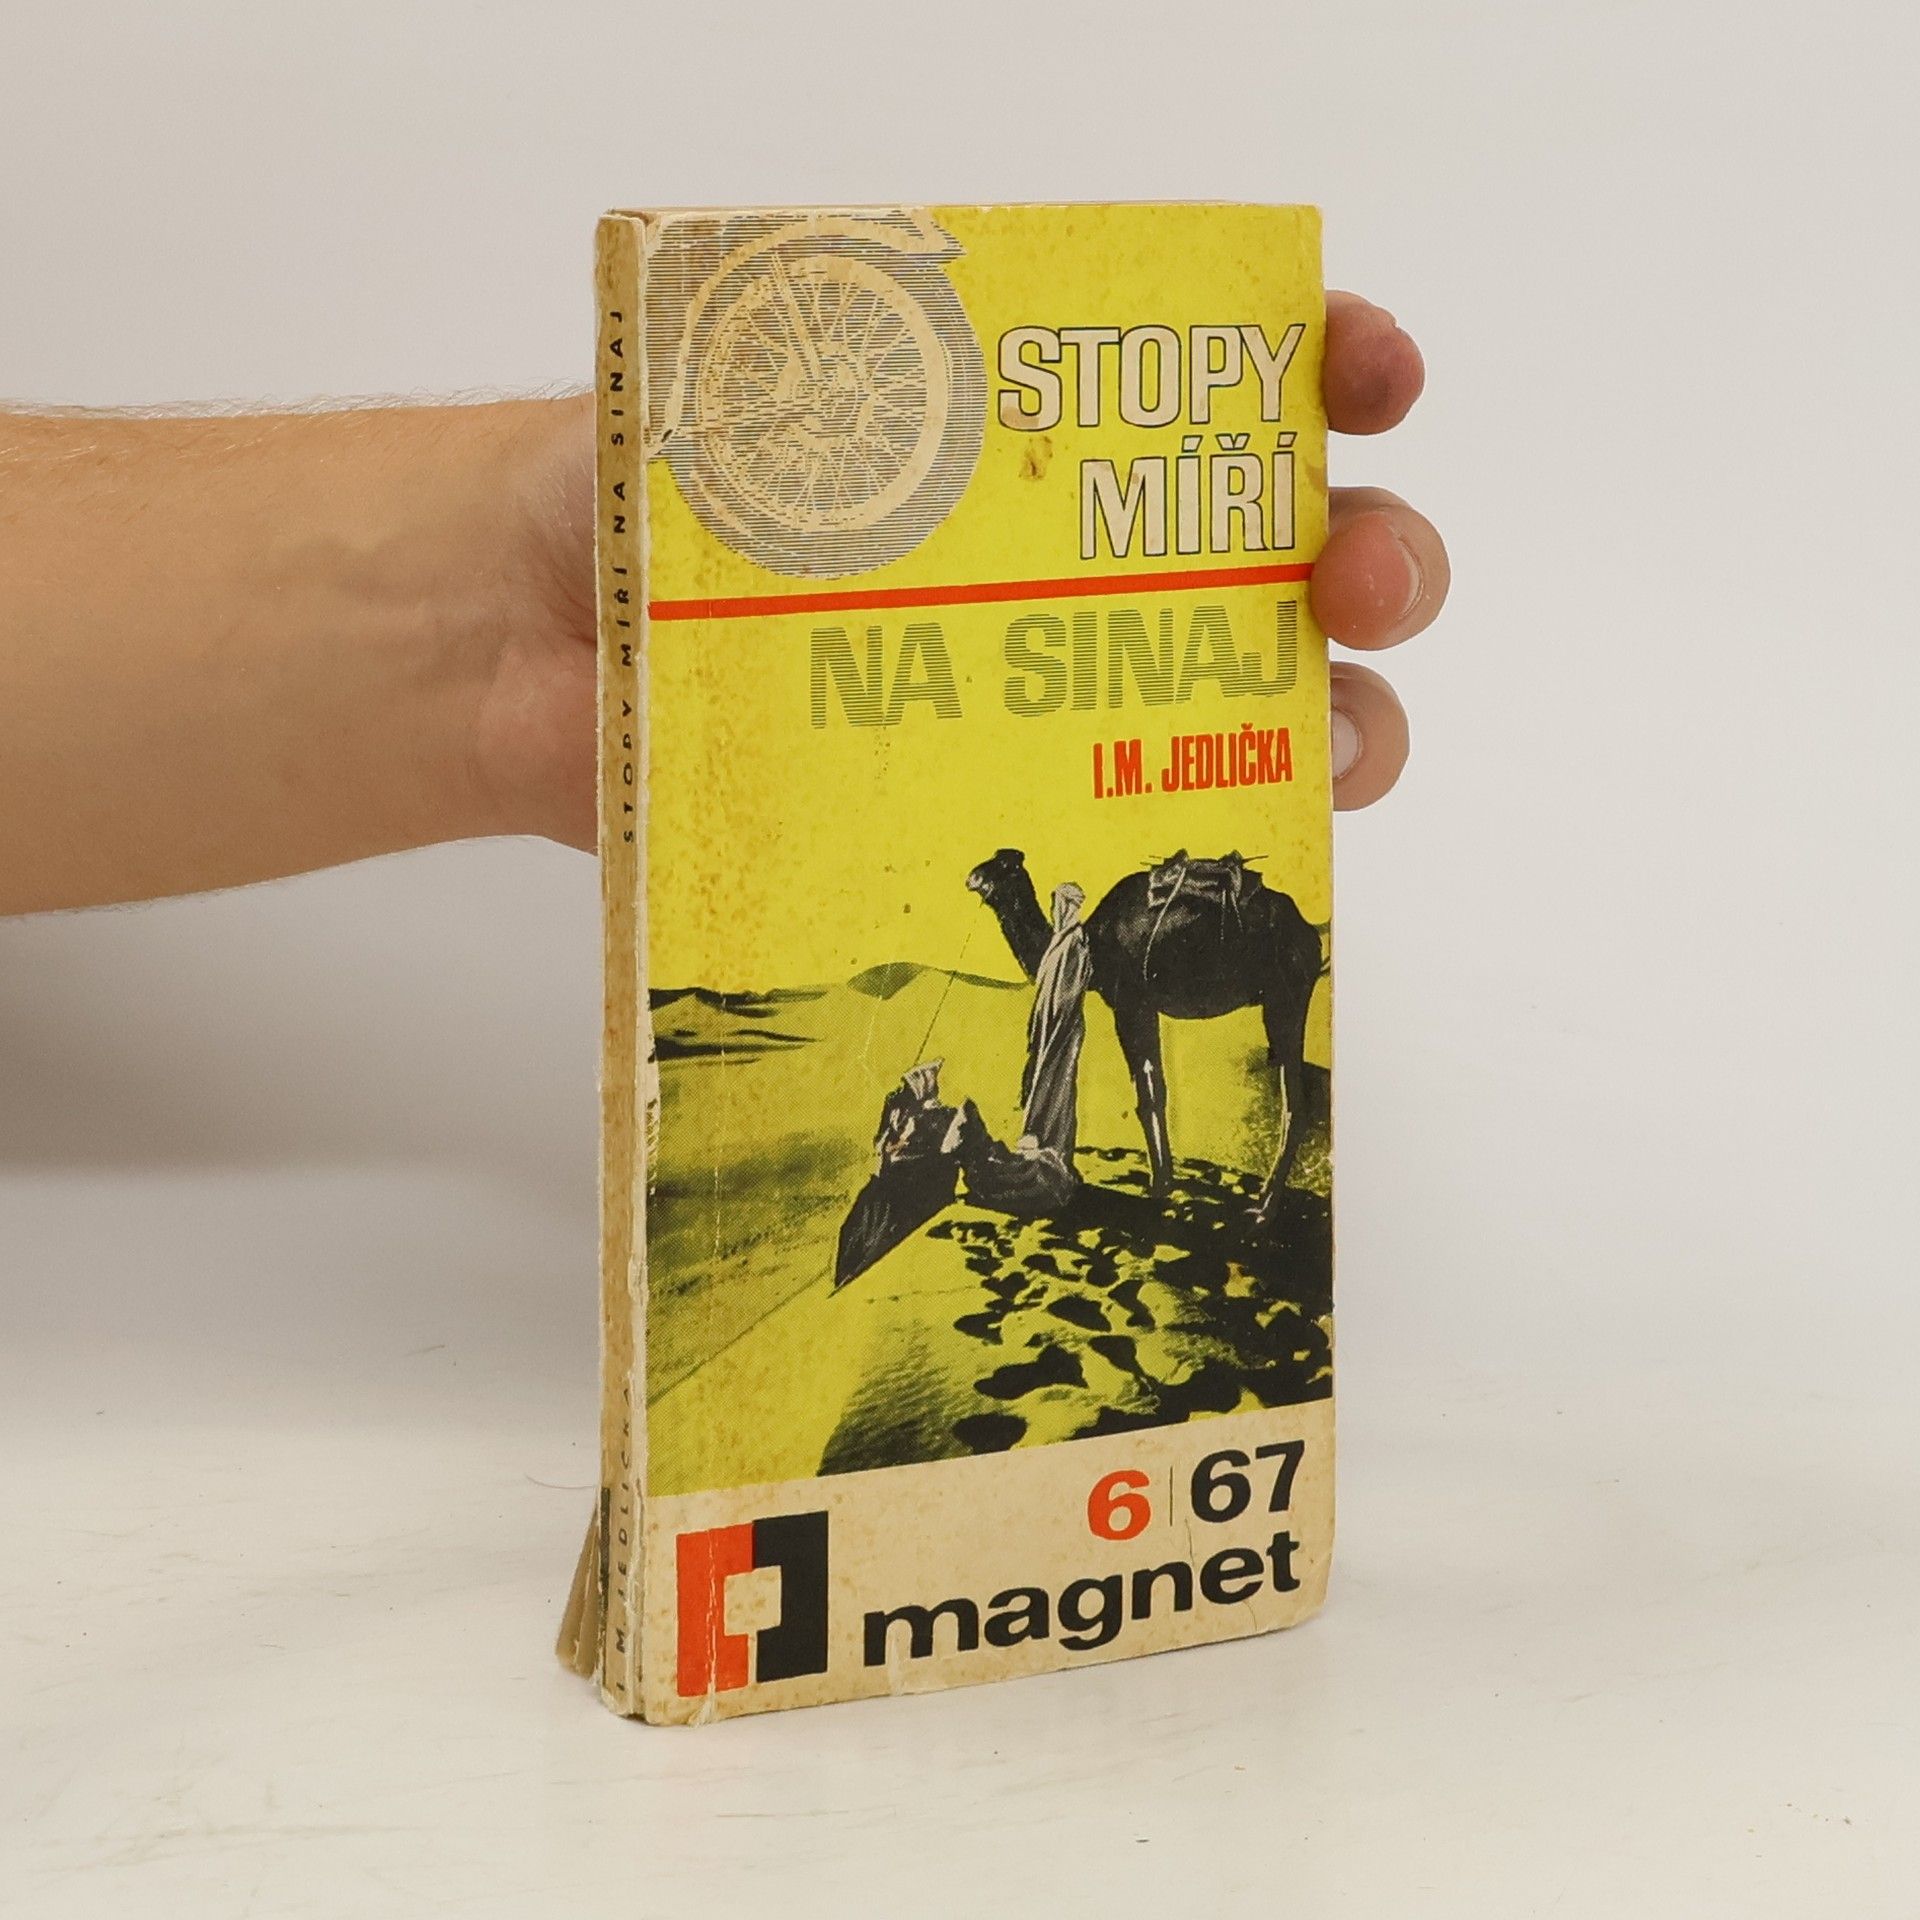 STOPY
MÍŘÍ
NA SINAJ
I.M. JEDLIČKA
6 | 67
magnet
I. M. JEDLIČKA STOPY MÍŘÍ NA SINAJ